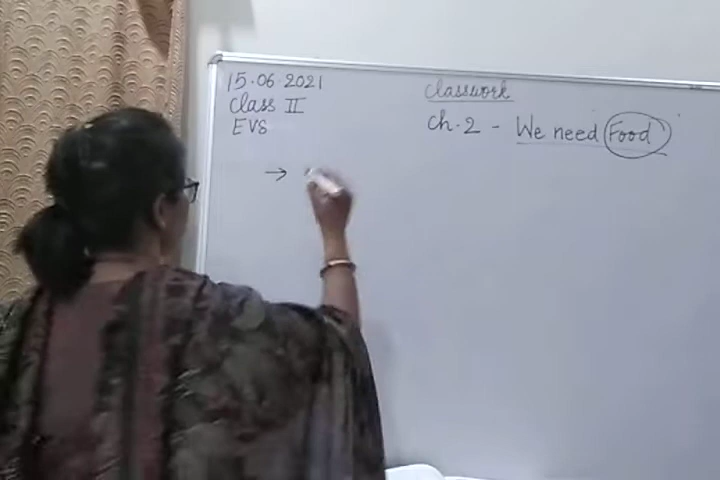 15.06 2021
Class II
EVS
classwork
Ch.2 - We need Food
→